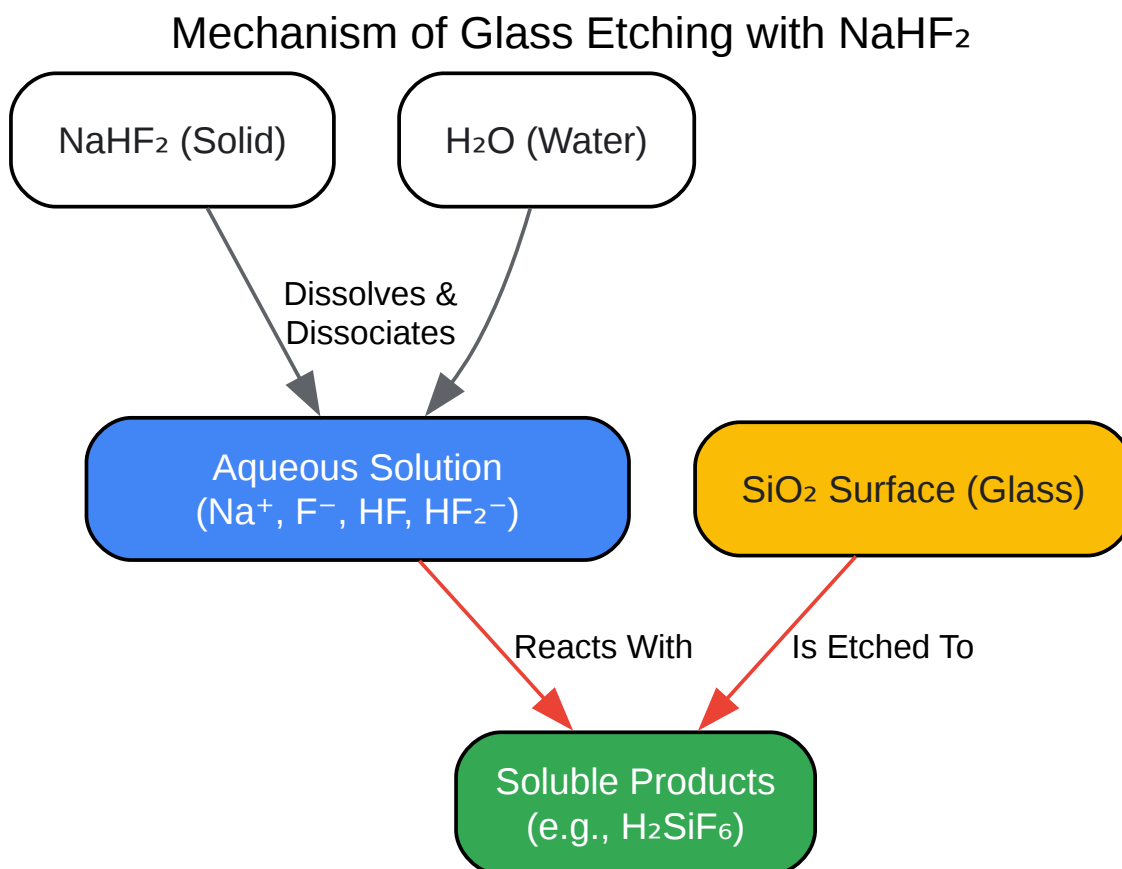 Mechanism of Glass Etching with NaHF₂
NaHF₂ (Solid)
H₂O (Water)
Dissolves &
Dissociates
Aqueous Solution
(Na⁺, F⁻, HF, HF₂⁻)
SiO₂ Surface (Glass)
Reacts With
Is Etched To
Soluble Products
(e.g., H₂SiF₆)